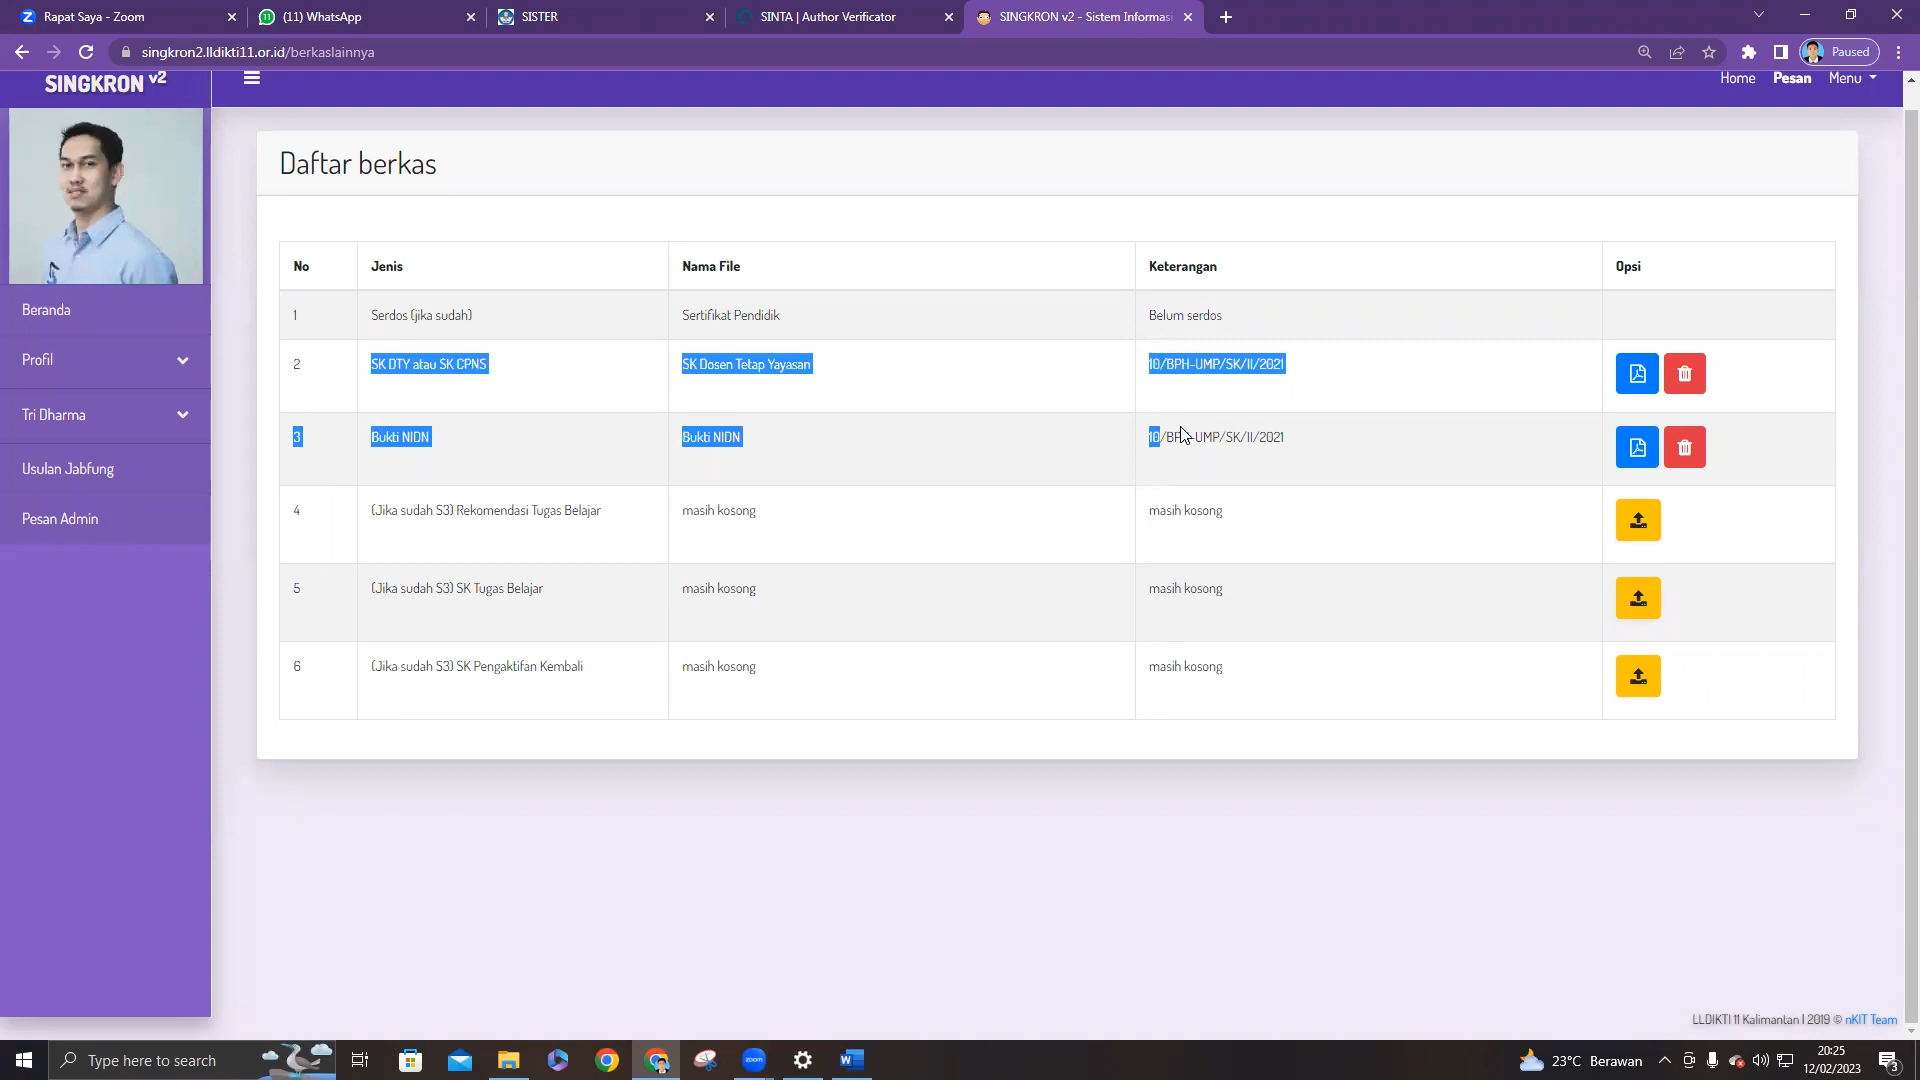 Rapat Saya - Zoom
(11) WhatsApp
SISTER
SINTA | Author Verificator
SINGKRON v2 - Sistem Informasi
singkron2.lldikti11.or.id/berkaslainnya
Paused
SINGKRON v2
Home Pesan Menu
Beranda
Profil
Tri Dharma
Usulan Jabfung
Pesan Admin
Daftar berkas
No Jenis Nama File Keterangan Opsi
1 Serdos (jika sudah) Sertifikat Pendidik Belum serdos
2 SK DTY atau SK CPNS SK Dosen Tetap Yayasan 10/BPH-UMP/SK/II/2021
3 Bukti NIDN Bukti NIDN 10/BPH-UMP/SK/II/2021
4 (Jika sudah S3) Rekomendasi Tugas Belajar masih kosong masih kosong
5 (Jika sudah S3) SK Tugas Belajar masih kosong masih kosong
6 (Jika sudah S3) SK Pengaktifan Kembali masih kosong masih kosong
LLDIKTI 11 Kalimantan | 2019 © nKIT Team
Type here to search
zoom
23°C Berawan
20:25
12/02/2023
3